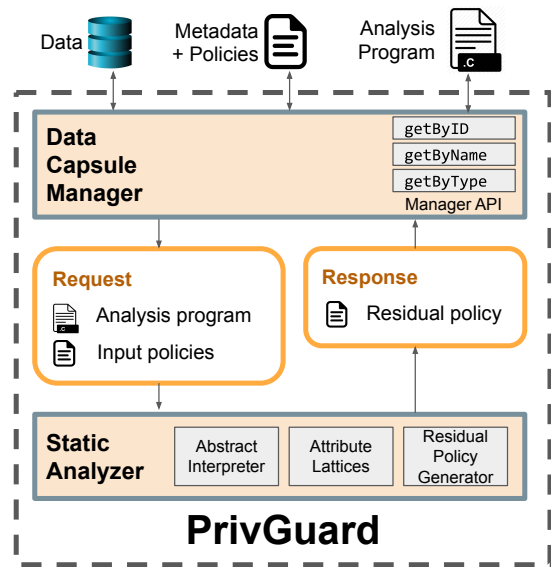 Data
Metadata
+ Policies
Analysis
Program
.C
Data
Capsule
Manager
getByID
getByName
getByType
Manager API
Request
Analysis program
.C
Input policies
Response
Residual policy
Static
Analyzer
Abstract
Interpreter
Attribute
Lattices
Residual
Policy
Generator
PrivGuard